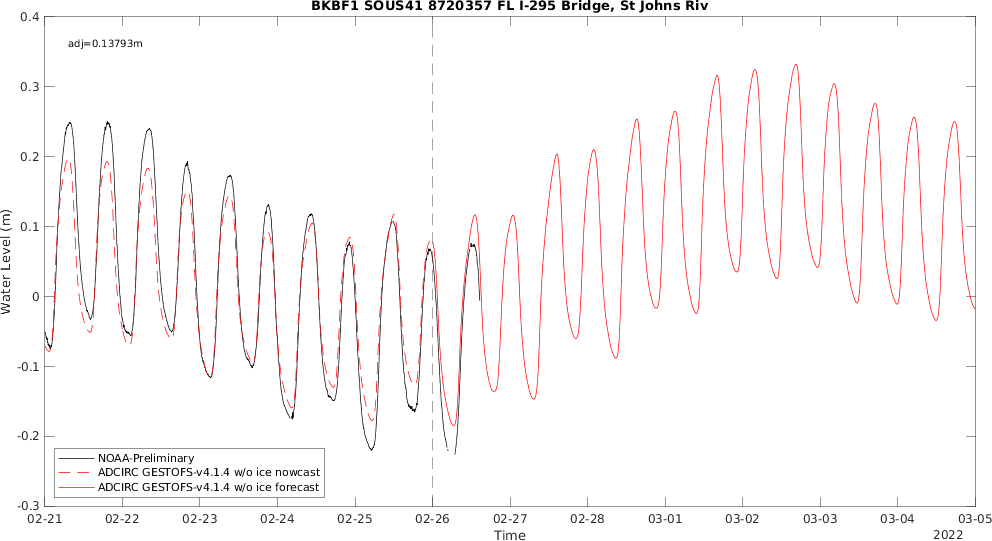 BKBF1 SOUS41 8720357 FL I-295 Bridge, St Johns Riv
adj=0.13793m
0.4
0.3
0.2
0.1
0
-0.1
-0.2
-0.3
Water Level (m)
NOAA-Preliminary
ADCIRC GESTOFS-v4.1.4 w/o ice nowcast
ADCIRC GESTOFS-v4.1.4 w/o ice forecast
02-21 02-22 02-23 02-24 02-25 02-26 02-27 02-28 03-01 03-02 03-03 03-04 03-05
Time
2022